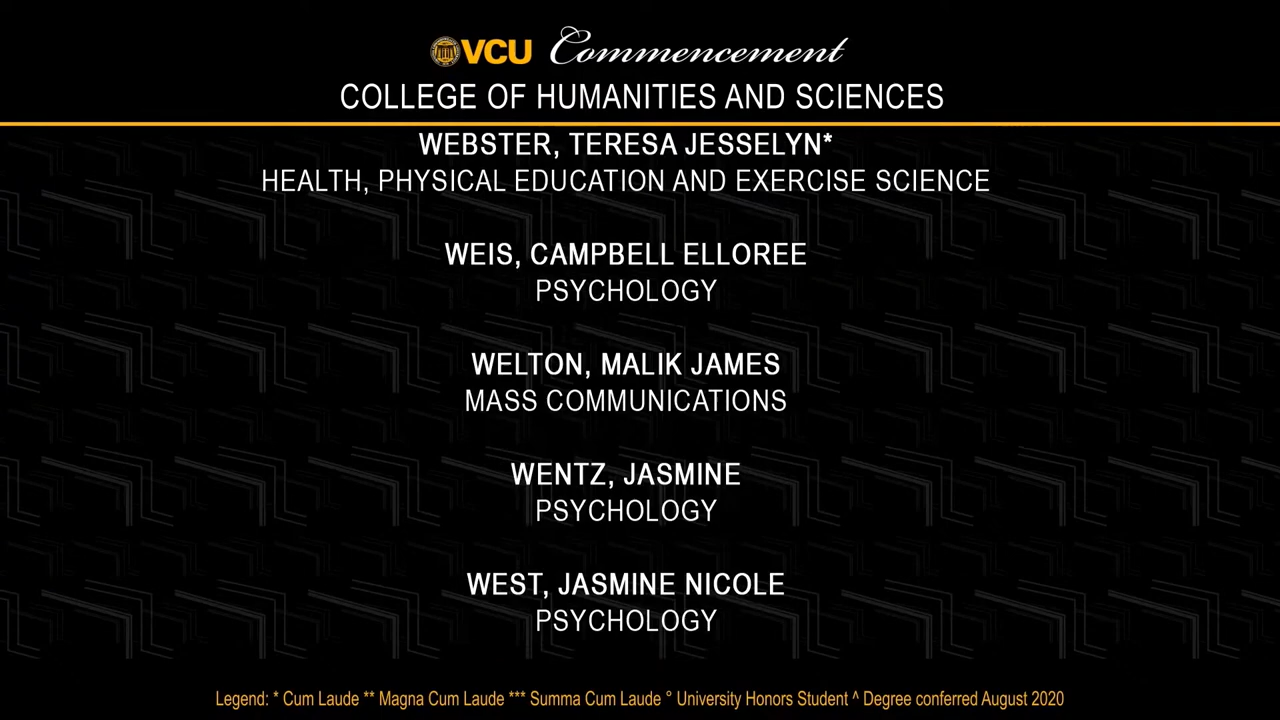 VCU Commencement
COLLEGE OF HUMANITIES AND SCIENCES
WEBSTER, TERESA JESSELYN*
HEALTH, PHYSICAL EDUCATION AND EXERCISE SCIENCE
WEIS, CAMPBELL ELLOREE
PSYCHOLOGY
WELTON, MALIK JAMES
MASS COMMUNICATIONS
WENTZ, JASMINE
PSYCHOLOGY
WEST, JASMINE NICOLE
PSYCHOLOGY
Legend: * Cum Laude ** Magna Cum Laude *** Summa Cum Laude ° University Honors Student ^ Degree conferred August 2020